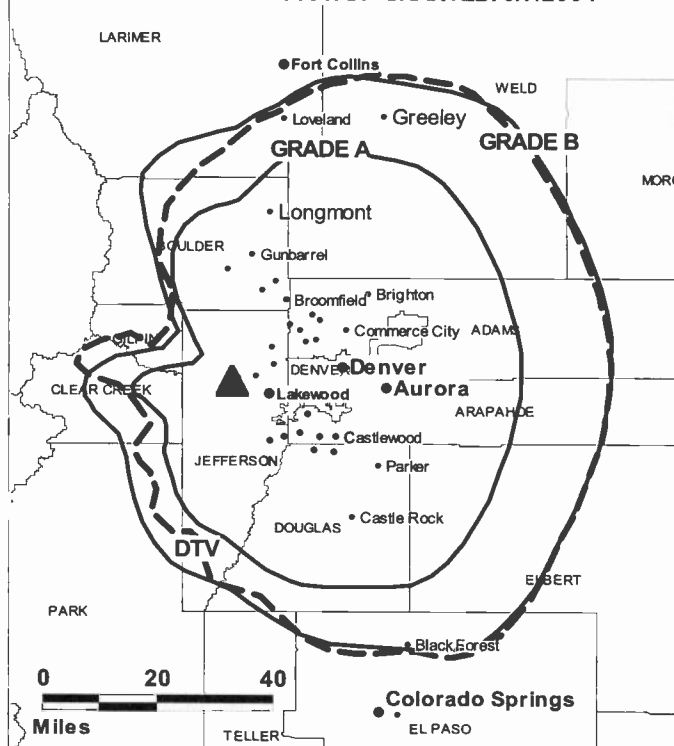 LARIMER
Fort Collins
WELD
Loveland
Greeley
GRADE A
GRADE B
Longmont
BOULDER
Gunbarrel
Broomfield
Brighton
GILPIN
Commerce City
ADAMS
DENVER
Denver
CLEAR CREEK
Lakewood
Aurora
ARAPAHOE
Castlewood
JEFFERSON
Parker
DOUGLAS
Castle Rock
DTV
ELBERT
PARK
Black Forest
0 20 40
Miles
Colorado Springs
EL PASO
TELLER